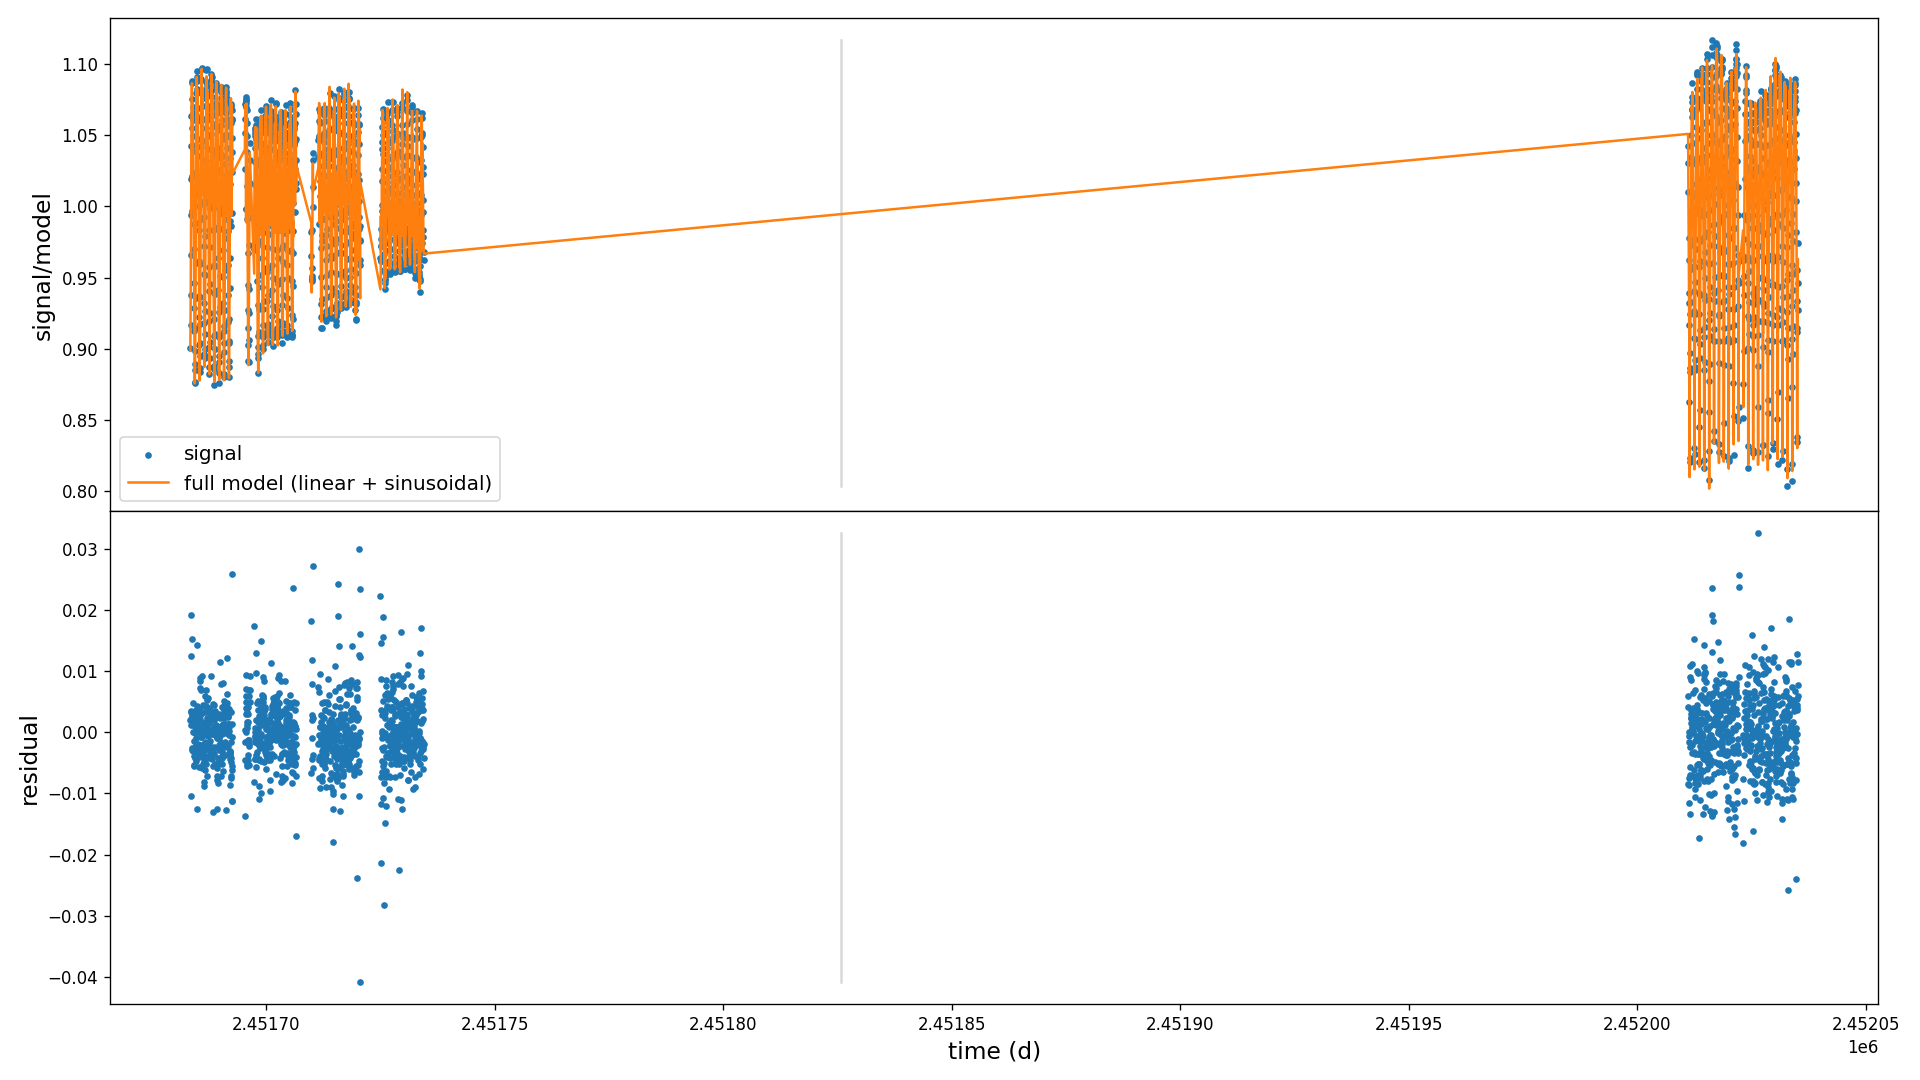 1.10
1.05
1.00
0.95
0.90
0.85
0.80
signal/model
signal
full model (linear + sinusoidal)
0.03
0.02
0.01
0.00
−0.01
−0.02
−0.03
−0.04
residual
2.45170 2.45175 2.45180 2.45185 2.45190 2.45195 2.45200 2.45205
1e6
time (d)